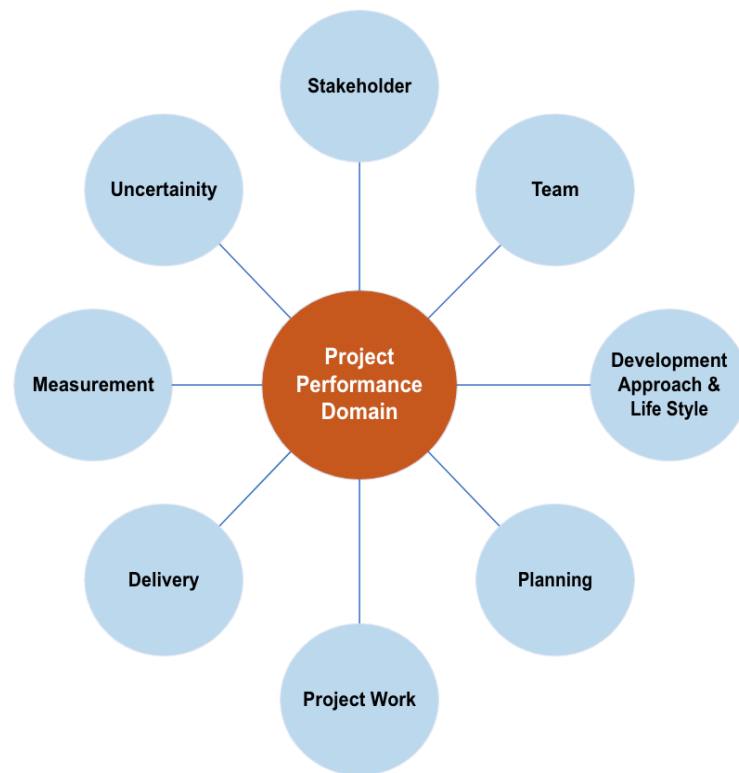 Stakeholder
Uncertainity
Team
Project
Performance
Domain
Measurement
Development
Approach &
Life Style
Delivery
Planning
Project Work